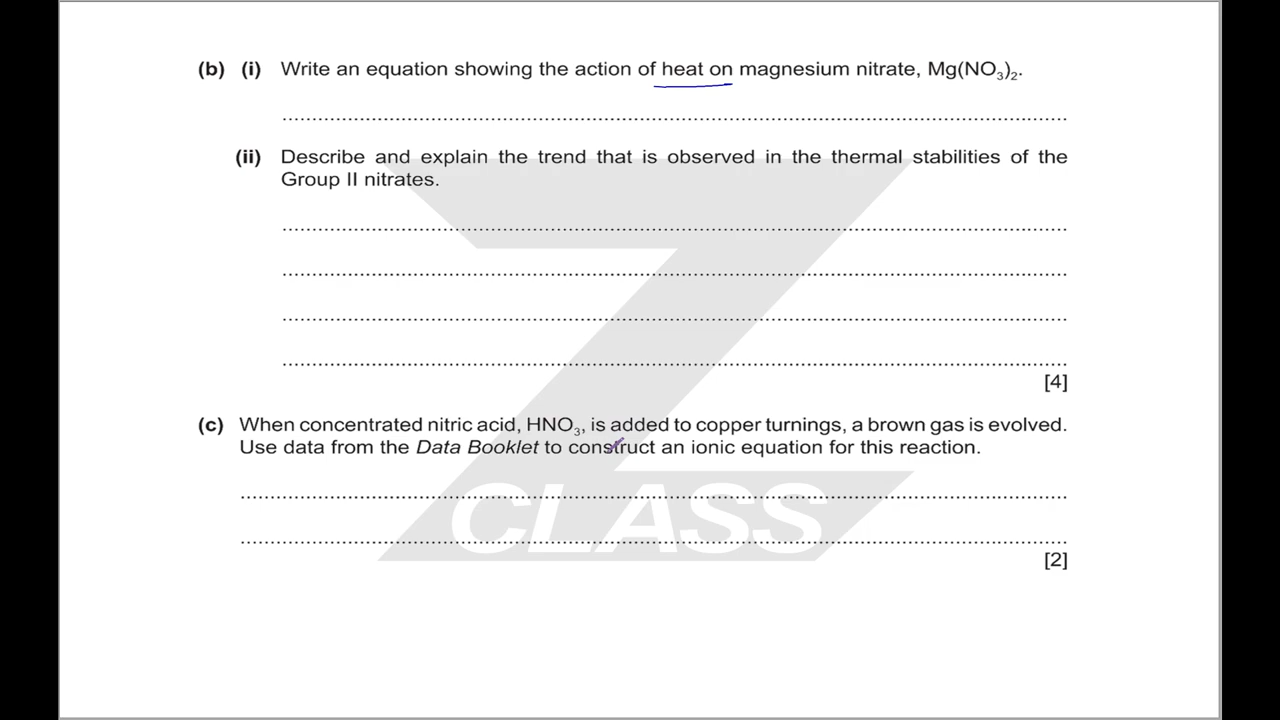 (b) (i) Write an equation showing the action of heat on magnesium nitrate, Mg(NO₃)₂.
(ii) Describe and explain the trend that is observed in the thermal stabilities of the
Group II nitrates.
[4]
(c) When concentrated nitric acid, HNO₃, is added to copper turnings, a brown gas is evolved.
Use data from the Data Booklet to construct an ionic equation for this reaction.
Z
CLASS
[2]